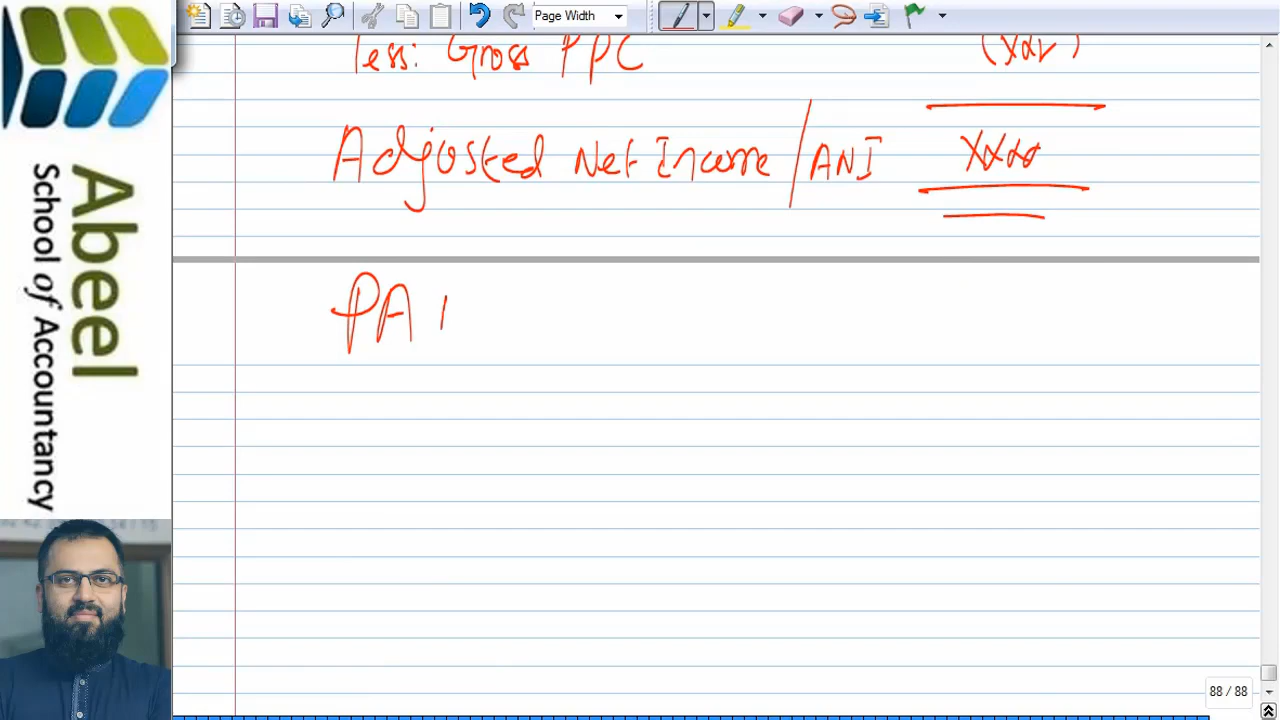 Page Width
less: Gross PPC (xxx)
Adjusted Net Income / ANI xxxx
PA
Abeel
School of Accountancy
88 / 88